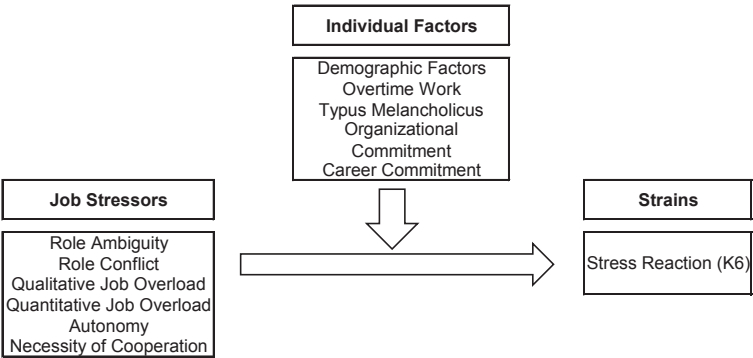 Individual Factors
Demographic Factors
Overtime Work
Typus Melancholicus
Organizational
Commitment
Career Commitment
Job Stressors
Role Ambiguity
Role Conflict
Qualitative Job Overload
Quantitative Job Overload
Autonomy
Necessity of Cooperation
Strains
Stress Reaction (K6)